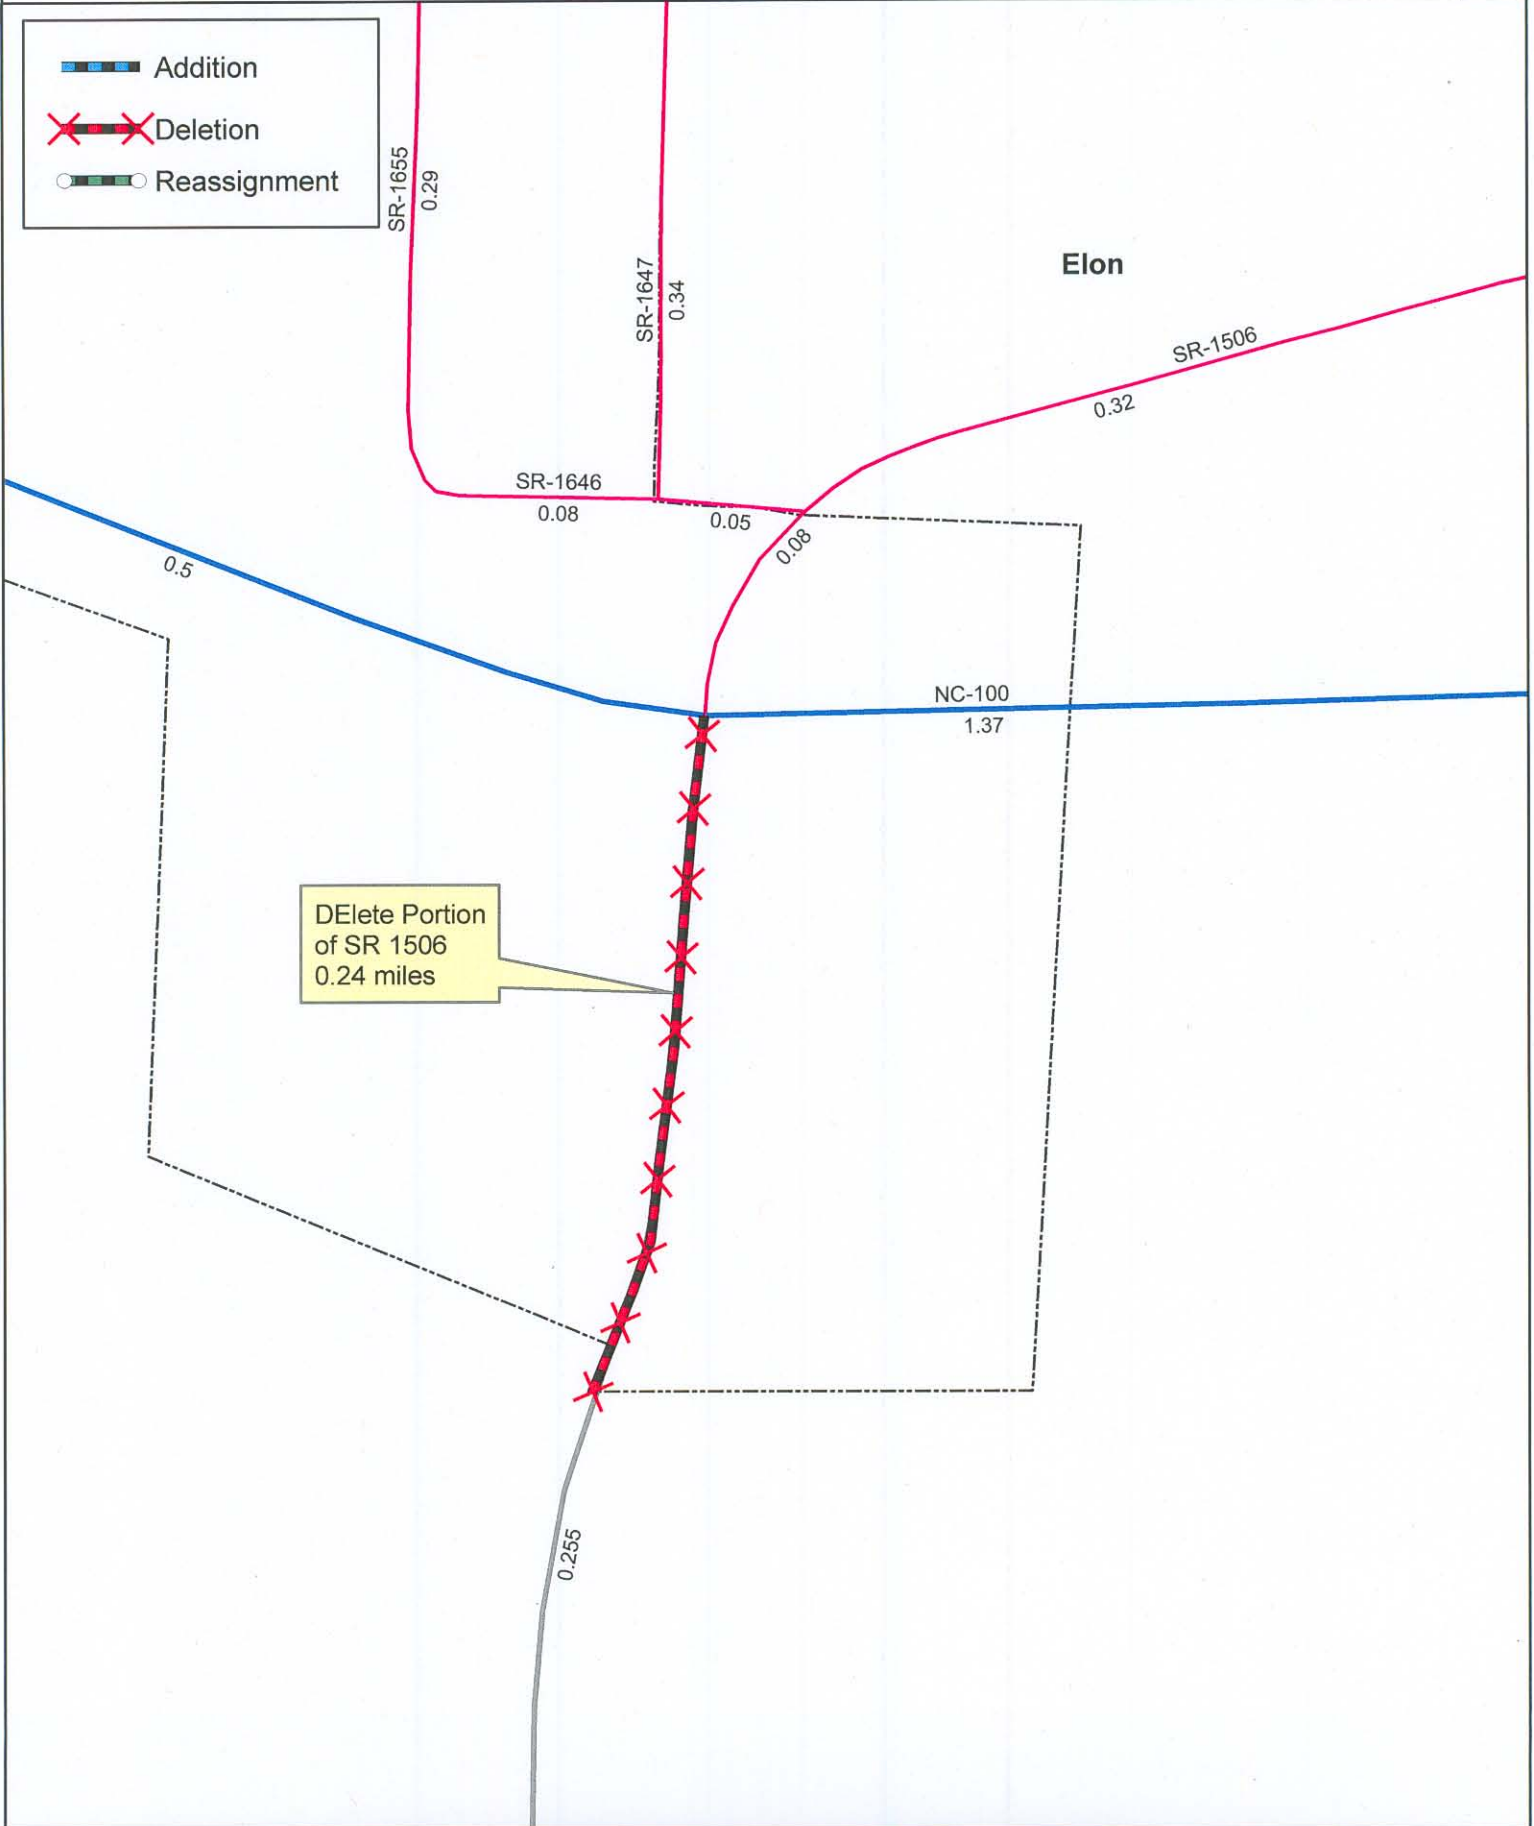 Addition
Deletion
Reassignment
SR-1655
0.29
SR-1647
0.34
Elon
SR-1506
0.32
SR-1646
0.08
0.05
0.08
0.5
NC-100
1.37
DElete Portion
of SR 1506
0.24 miles
0.255